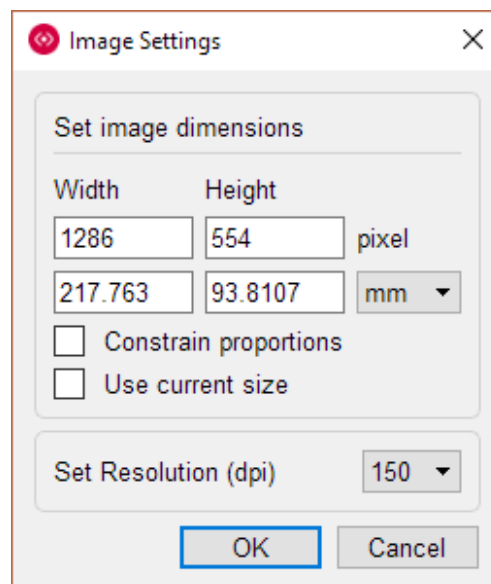 Image Settings
Set image dimensions
Width Height
1286 554 pixel
217.763 93.8107 mm
Constrain proportions
Use current size
Set Resolution (dpi) 150
OK Cancel